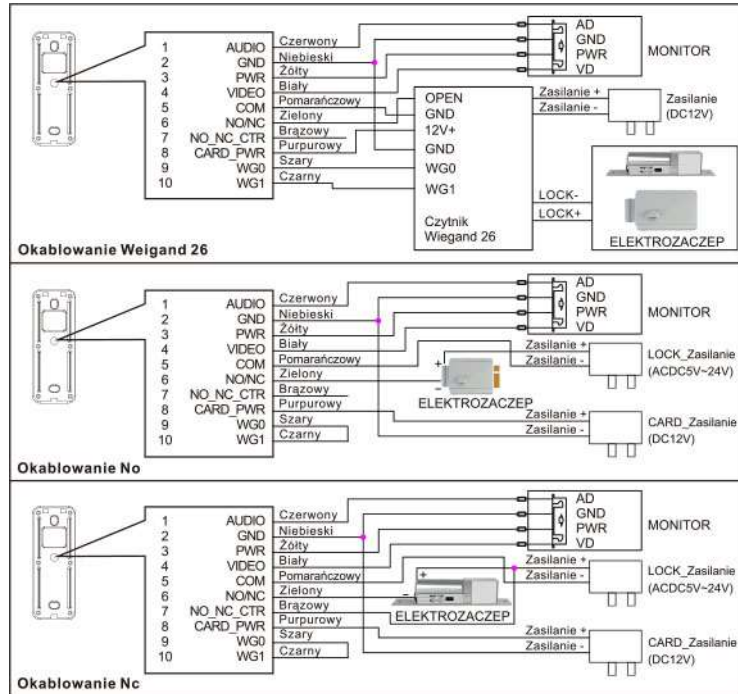 1 AUDIO Czerwony
2 GND Niebieski
3 PWR Żółty
4 VIDEO Biały
5 COM Pomarańczowy
6 NO/NC Zielony
7 NO_NC_CTR Brązowy
8 CARD_PWR Purpurowy
9 WG0 Szary
10 WG1 Czarny
AD
GND
PWR
VD
MONITOR
OPEN
GND
12V+
GND
WG0
WG1
Czytnik
Wiegand 26
Zasilanie +
Zasilanie -
Zasilanie
(DC12V)
LOCK-
LOCK+
ELEKTROZACZEP
Okablowanie Weigand 26
1 AUDIO Czerwony
2 GND Niebieski
3 PWR Żółty
4 VIDEO Biały
5 COM Pomarańczowy
6 NO/NC Zielony
7 NO_NC_CTR Brązowy
8 CARD_PWR Purpurowy
9 WG0 Szary
10 WG1 Czarny
AD
GND
PWR
VD
MONITOR
Zasilanie +
Zasilanie -
LOCK_Zasilanie
(ACDC5V~24V)
+
-
ELEKTROZACZEP
Zasilanie +
Zasilanie -
CARD_Zasilanie
(DC12V)
Okablowanie No
1 AUDIO Czerwony
2 GND Niebieski
3 PWR Żółty
4 VIDEO Biały
5 COM Pomarańczowy
6 NO/NC Zielony
7 NO_NC_CTR Brązowy
8 CARD_PWR Purpurowy
9 WG0 Szary
10 WG1 Czarny
AD
GND
PWR
VD
MONITOR
Zasilanie +
Zasilanie -
LOCK_Zasilanie
(ACDC5V~24V)
+
-
ELEKTROZACZEP
Zasilanie +
Zasilanie -
CARD_Zasilanie
(DC12V)
Okablowanie Nc